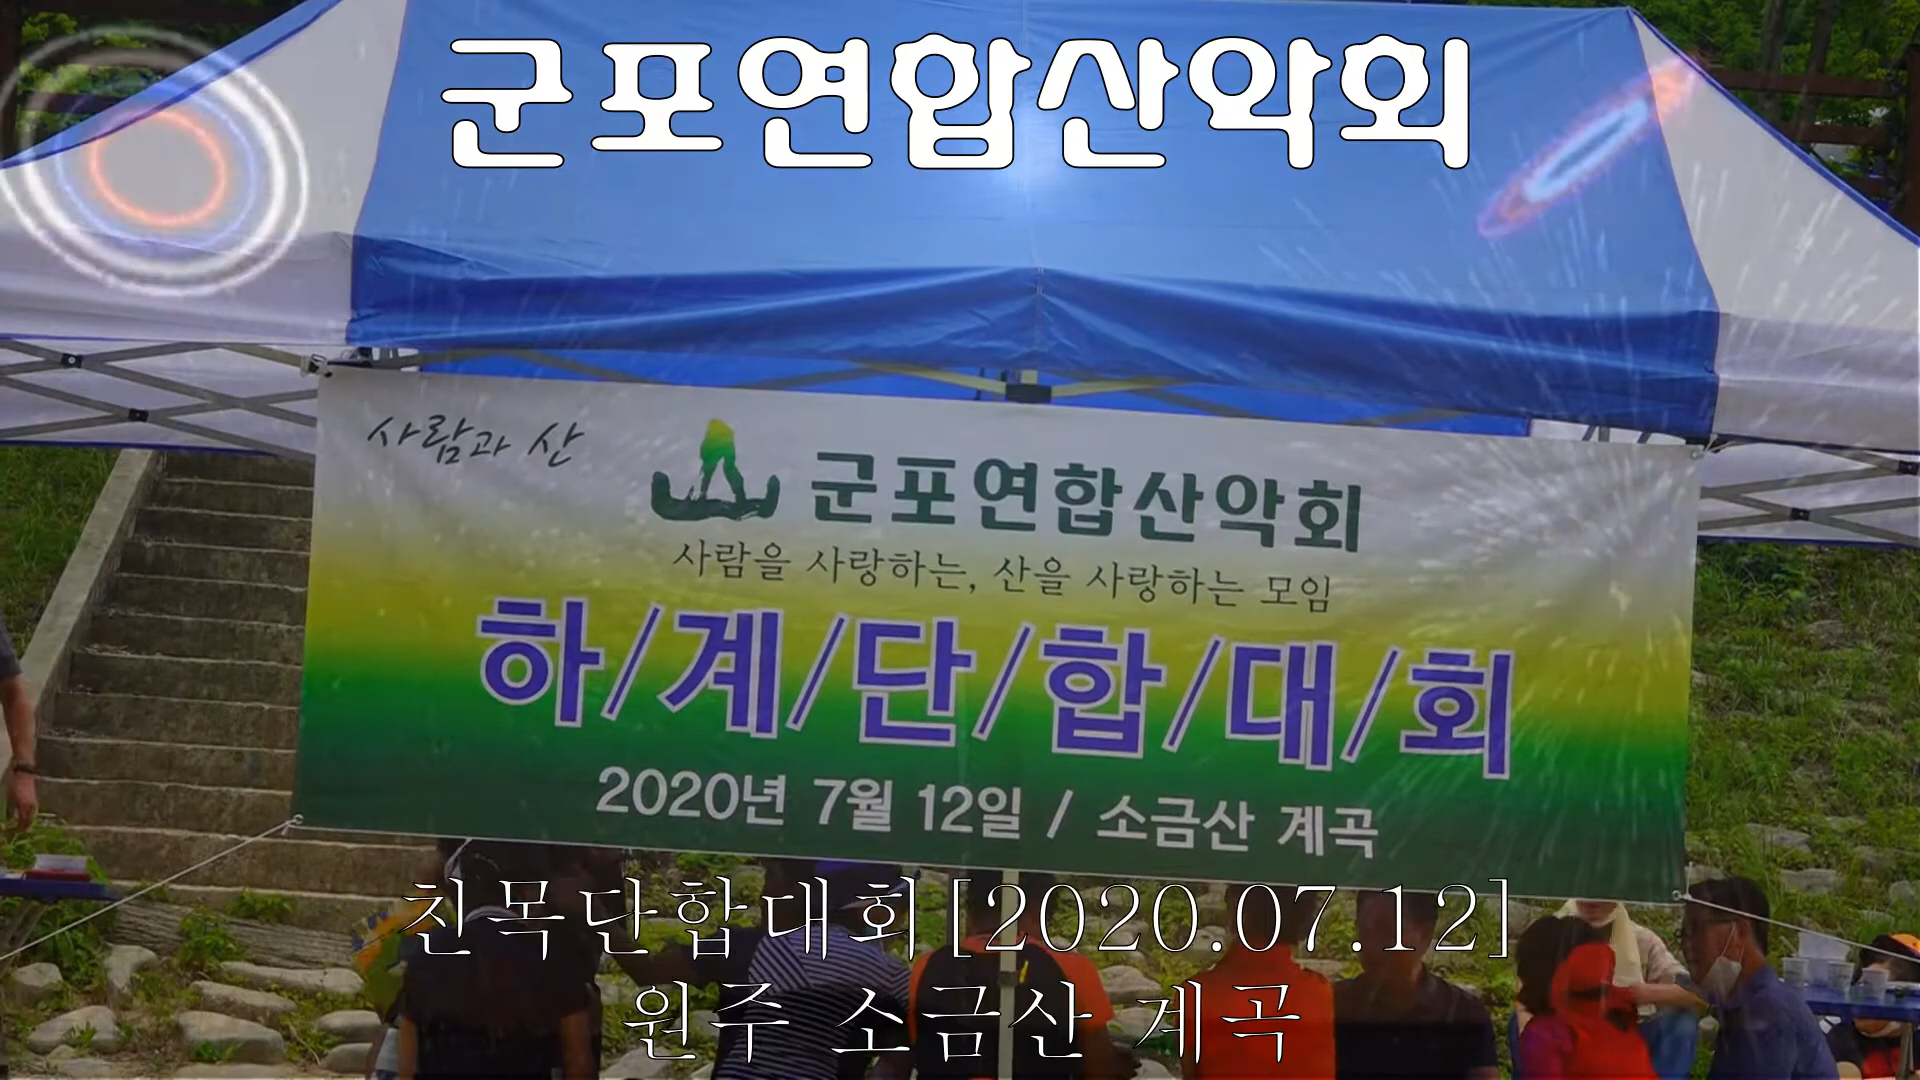 군포연합산악회
사람과 산
군포연합산악회
사람을 사랑하는, 산을 사랑하는 모임
하/계/단/합/대/회
2020년 7월 12일 / 소금산 계곡
친목단합대회[2020.07.12]
원주 소금산 계곡